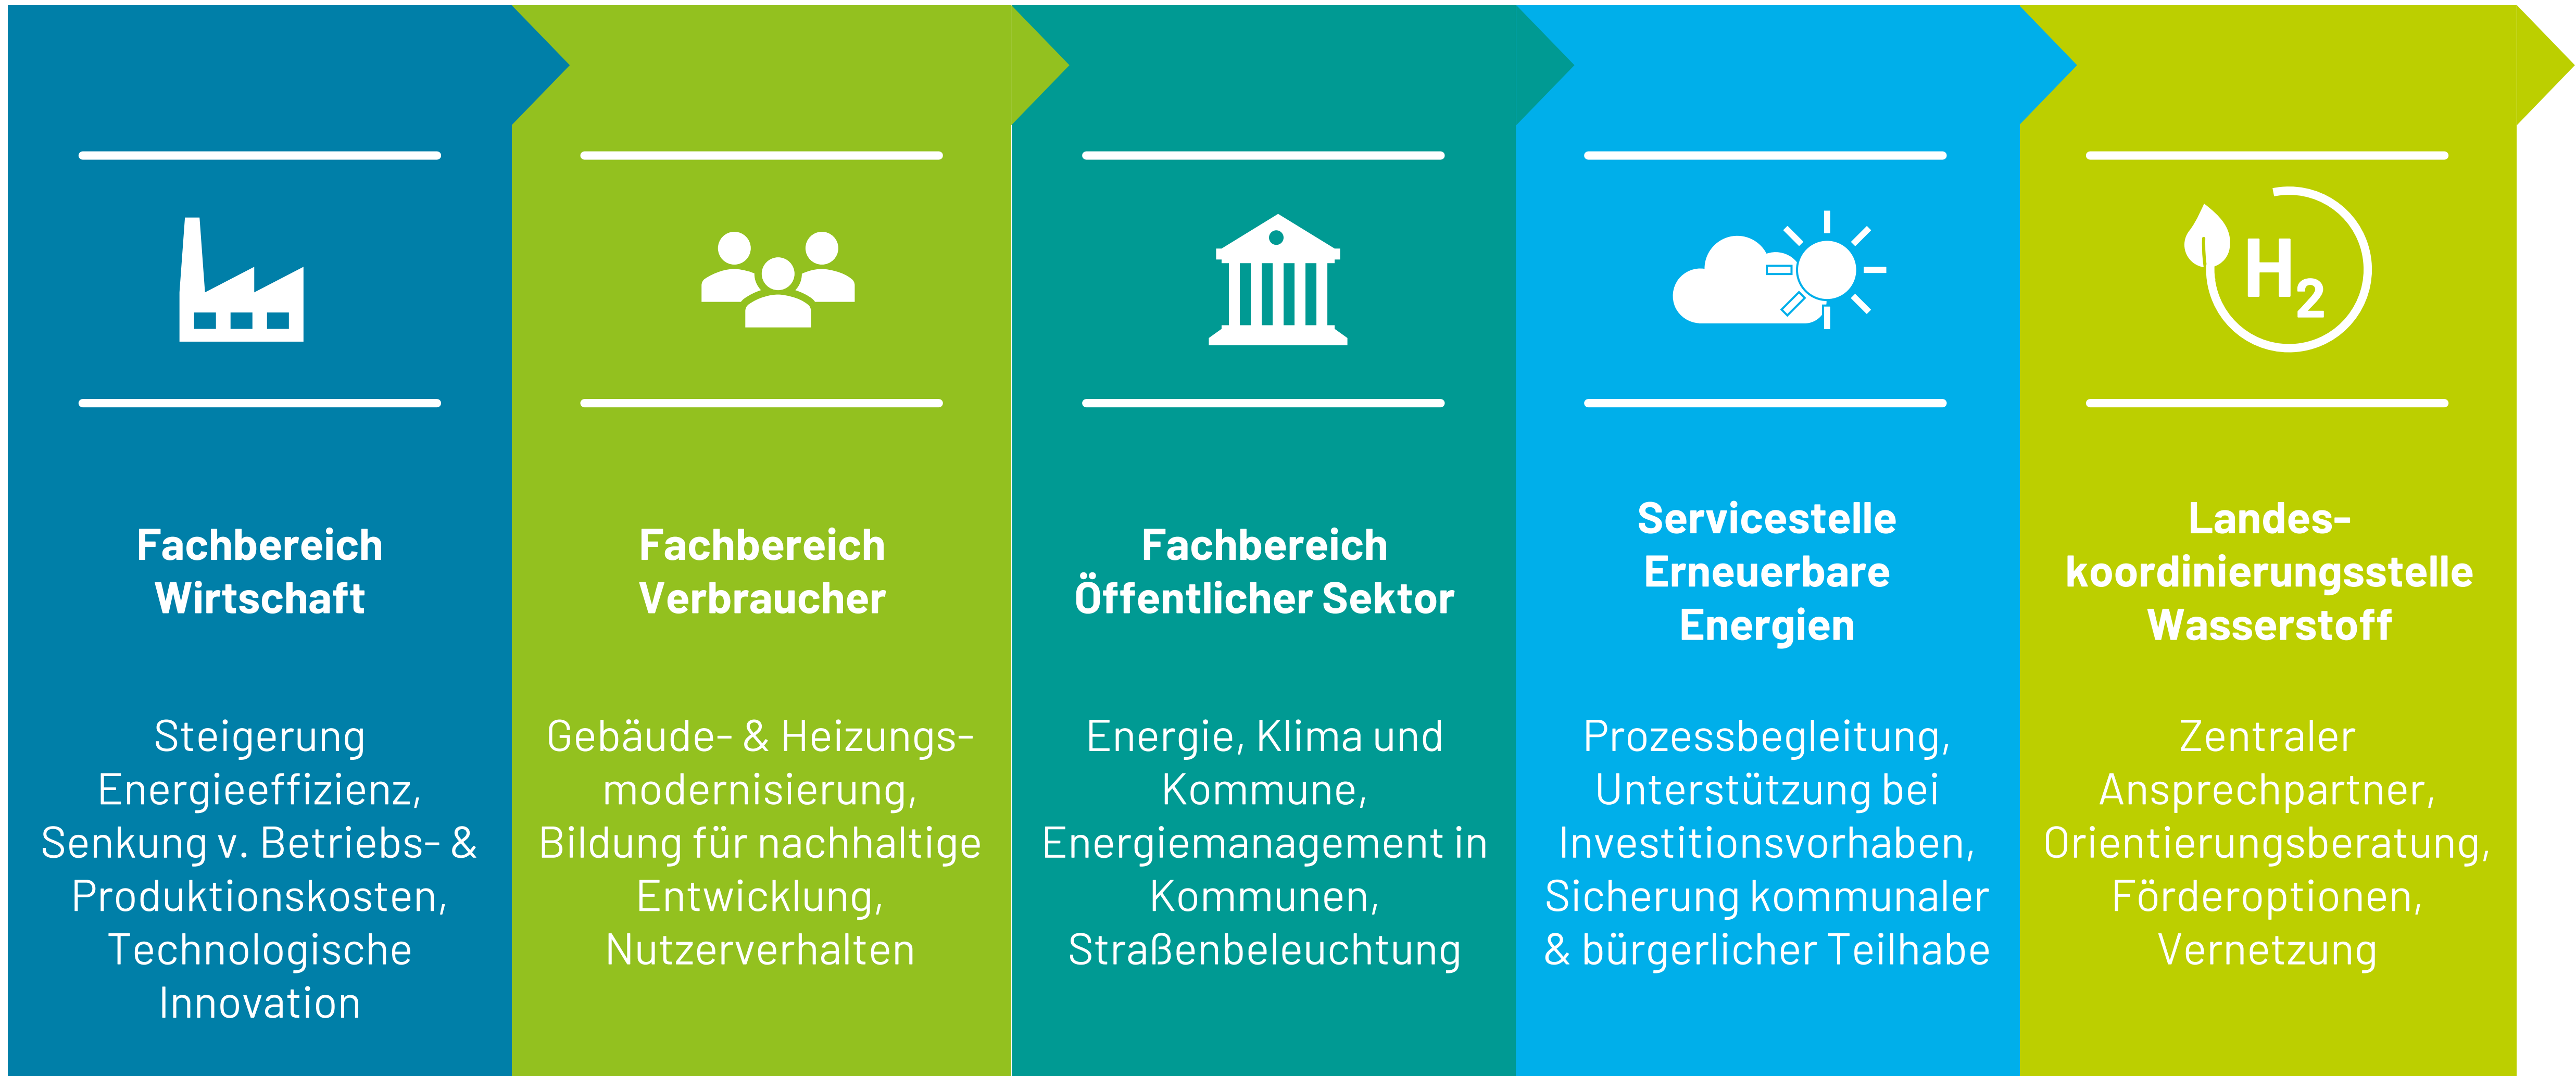 H2
Fachbereich
Wirtschaft
Steigerung
Energieeffizienz,
Senkung v. Betriebs- &
Produktionskosten,
Technologische
Innovation
Fachbereich
Verbraucher
Gebäude- & Heizungs-
modernisierung,
Bildung für nachhaltige
Entwicklung,
Nutzerverhalten
Fachbereich
Öffentlicher Sektor
Energie, Klima und
Kommune,
Energiemanagement in
Kommunen,
Straßenbeleuchtung
Servicestelle
Erneuerbare
Energien
Prozessbegleitung,
Unterstützung bei
Investitionsvorhaben,
Sicherung kommunaler
& bürgerlicher Teilhabe
Landes-
koordinierungsstelle
Wasserstoff
Zentraler
Ansprechpartner,
Orientierungsberatung,
Förderoptionen,
Vernetzung